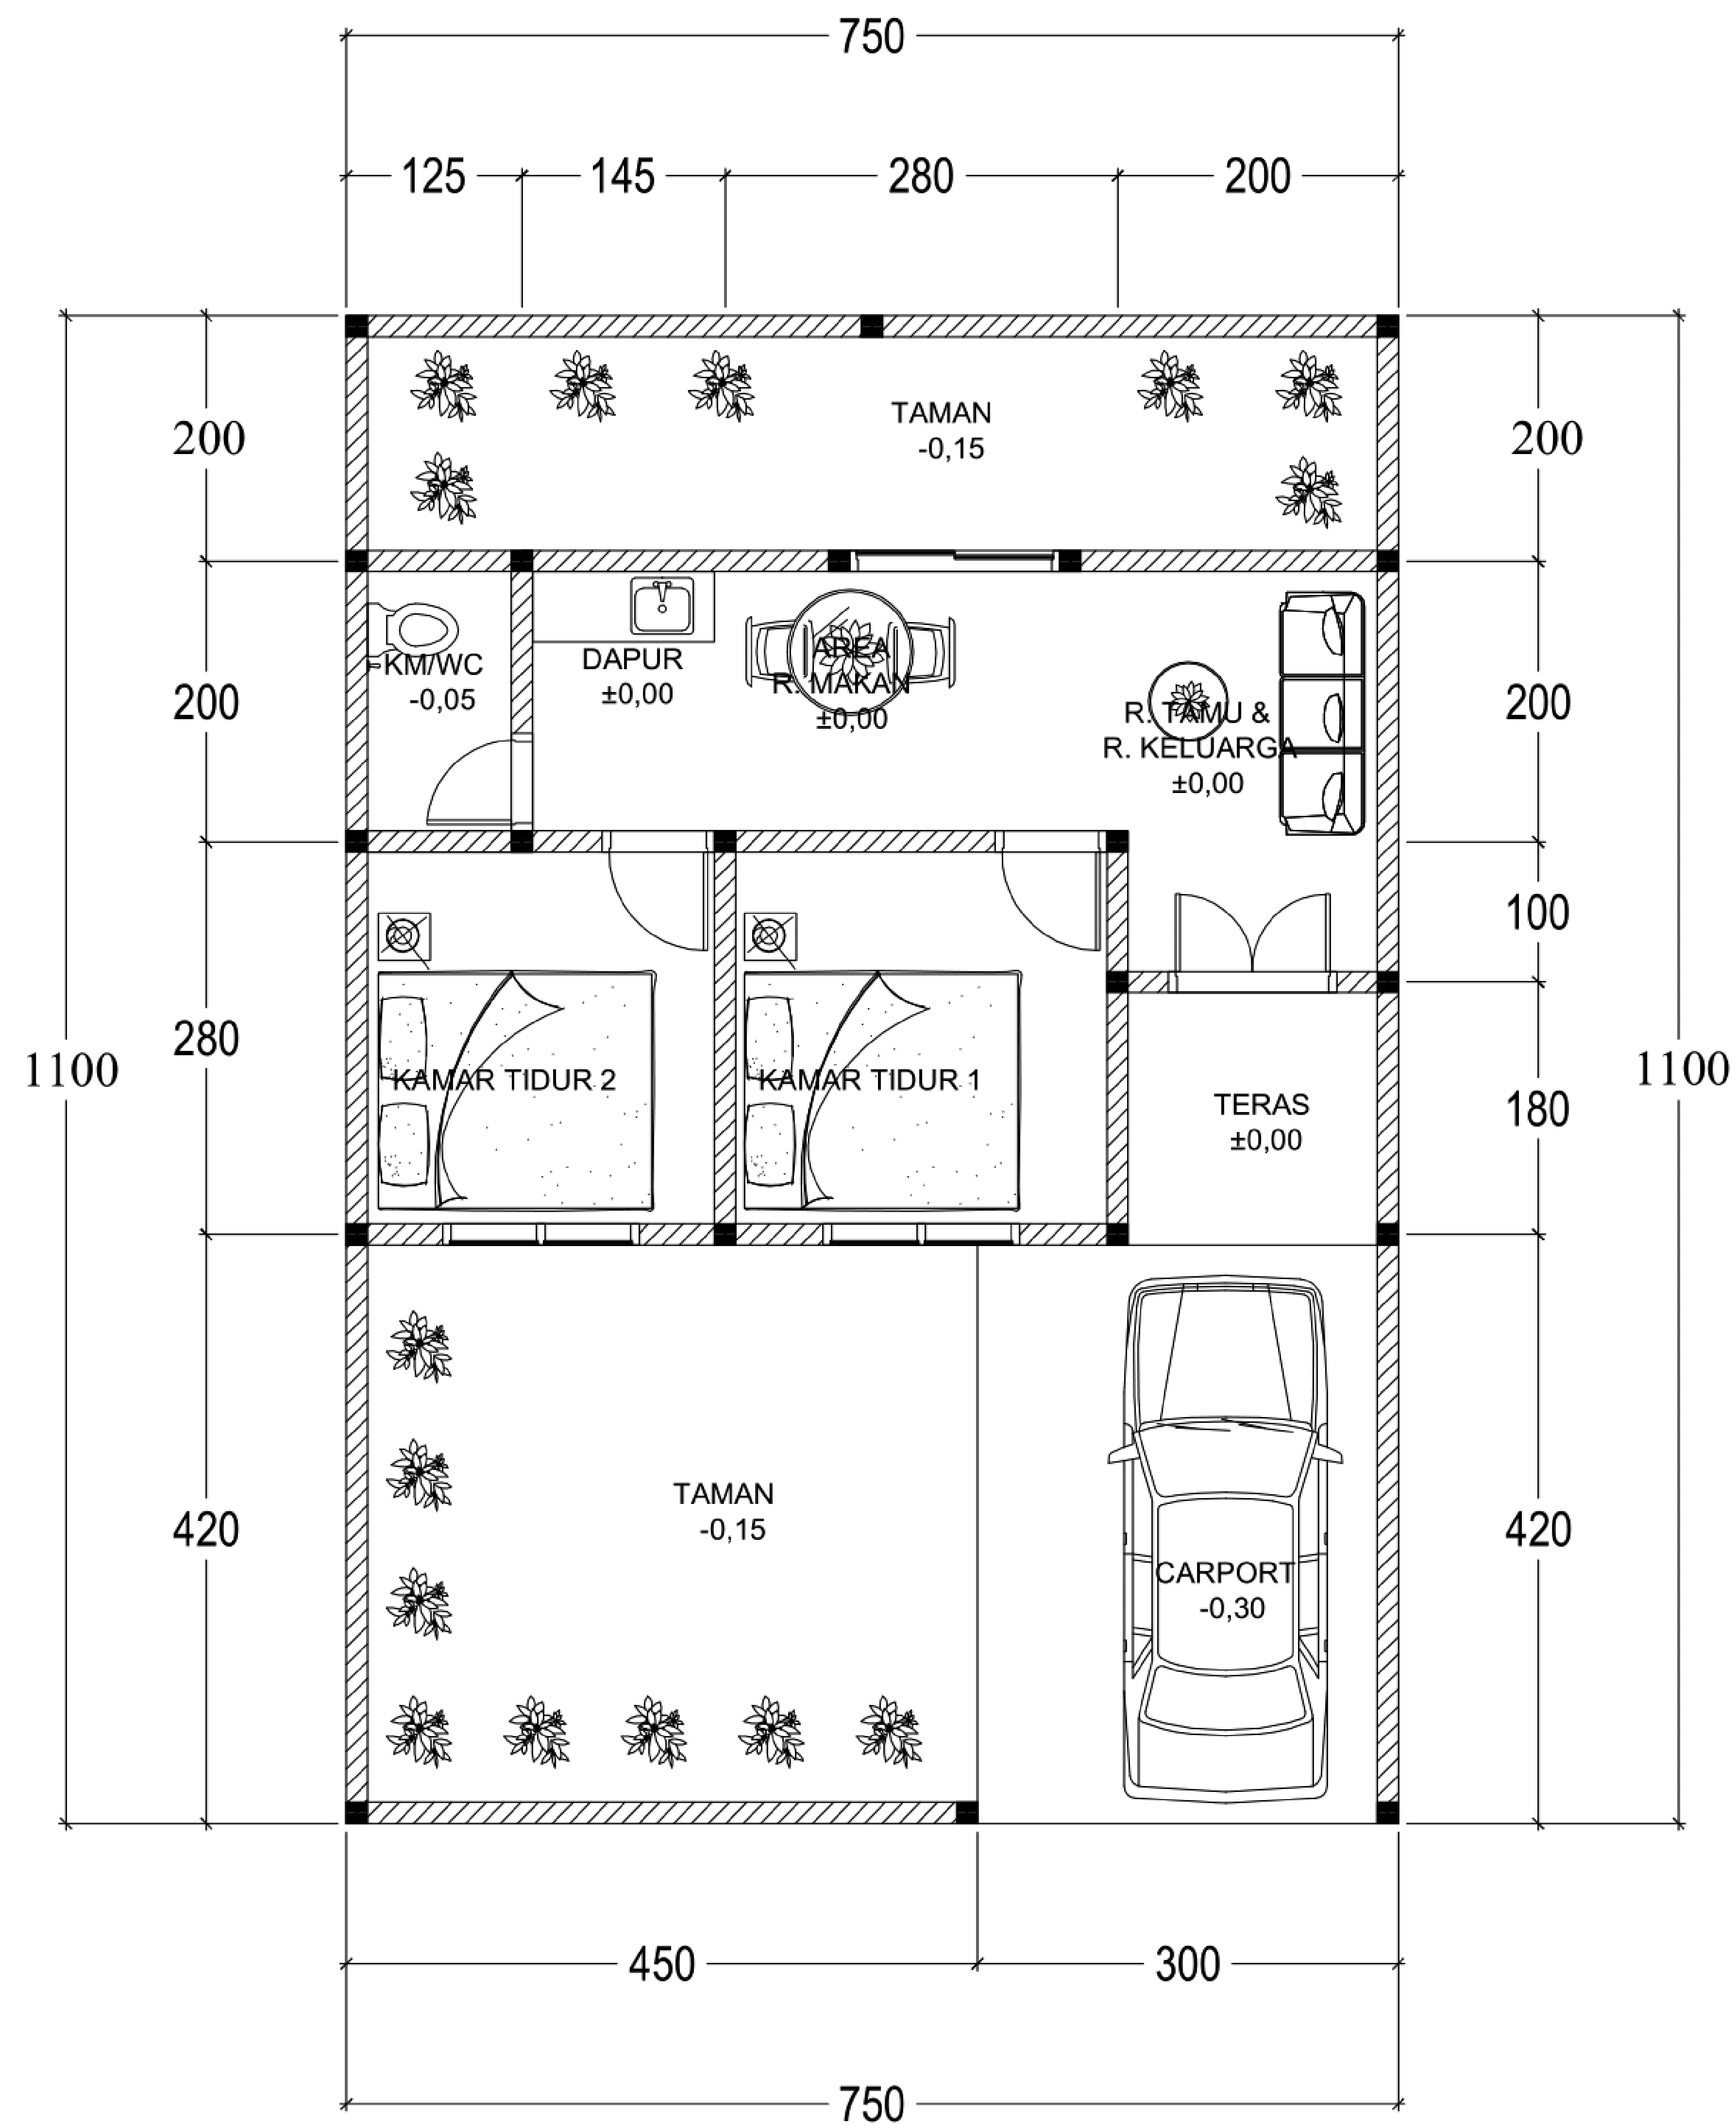 750
125
145
280
200
TAMAN
-0,15
200
200
KM/WC
-0,05
DAPUR
±0,00
AREA
R. MAKAN
±0,00
R. TAMU &
R. KELUARGA
±0,00
200
200
100
280
1100
KAMAR TIDUR 2
KAMAR TIDUR 1
TERAS
±0,00
180
1100
TAMAN
-0,15
420
CARPORT
-0,30
420
450
300
750